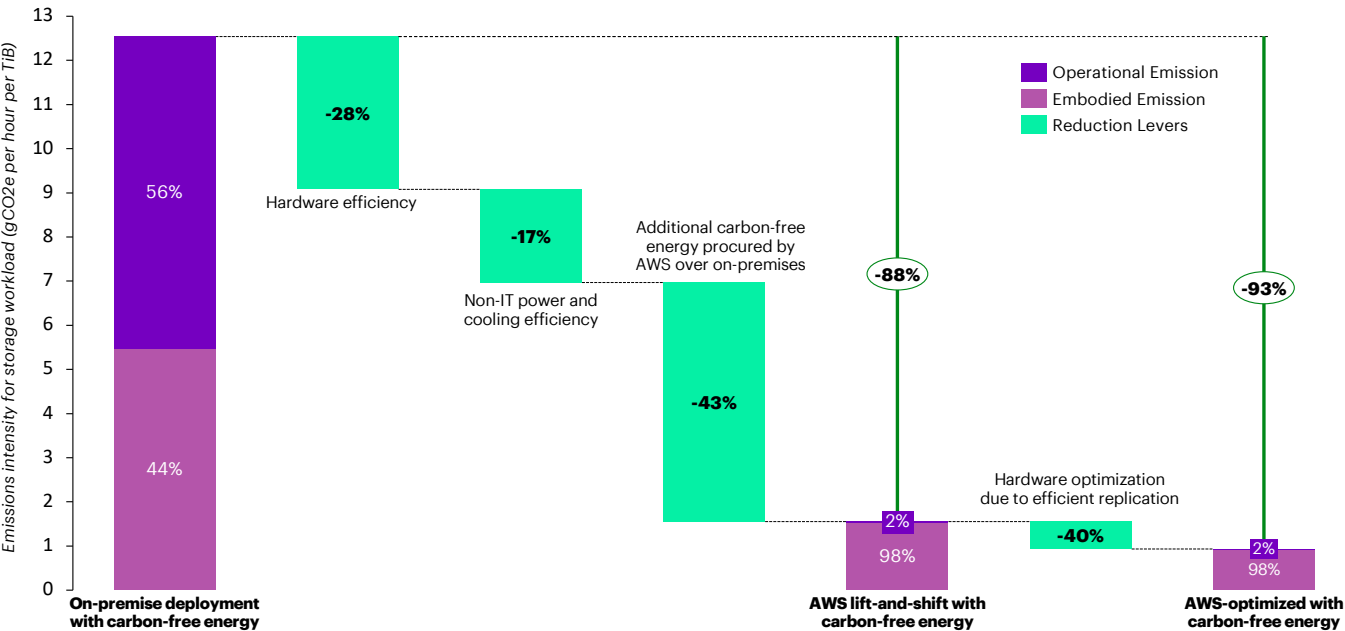 Emissions intensity for storage workload (gCO2e per hour per TiB)
13
12
11
10
9
8
7
6
5
4
3
2
1
0
56%
44%
On-premise deployment
with carbon-free energy
-28%
Hardware efficiency
-17%
Non-IT power and
cooling efficiency
Additional carbon-free
energy procured by
AWS over on-premises
-43%
-88%
2%
98%
AWS lift-and-shift with
carbon-free energy
Hardware optimization
due to efficient replication
-40%
-93%
2%
98%
AWS-optimized with
carbon-free energy
Operational Emission
Embodied Emission
Reduction Levers